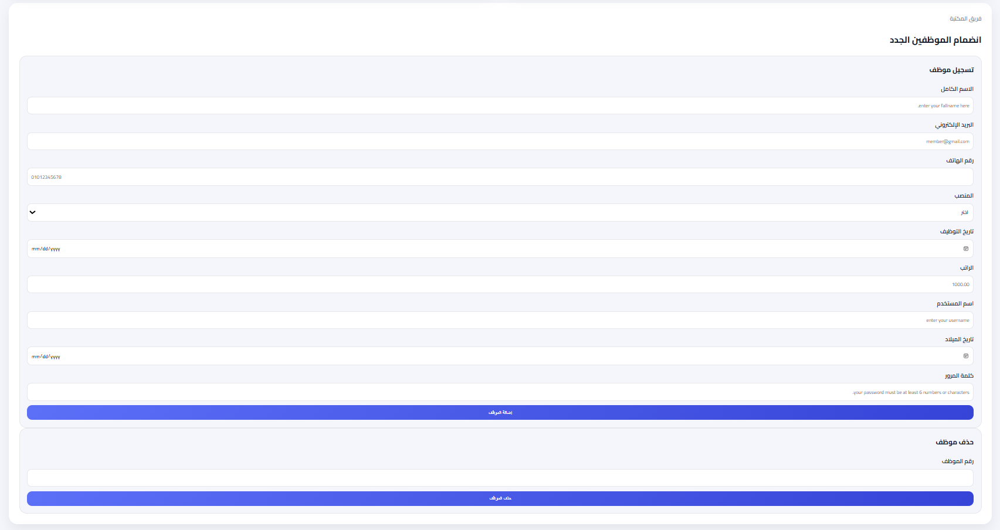 فريق المكتبة
انضمام الموظفين الجدد
تسجيل موظف
الاسم الكامل
enter your fallname here.
البريد الإلكتروني
member@gmail.com
رقم الهاتف
01012345678
المنصب
اختر
تاريخ التوظيف
mm/dd/yyyy
الراتب
1000.00
اسم المستخدم
enter your username
تاريخ الميلاد
mm/dd/yyyy
كلمة المرور
your password must be at least 6 numbers or characters.
إضافة الموظف
حذف موظف
رقم الموظف
حذف الموظف